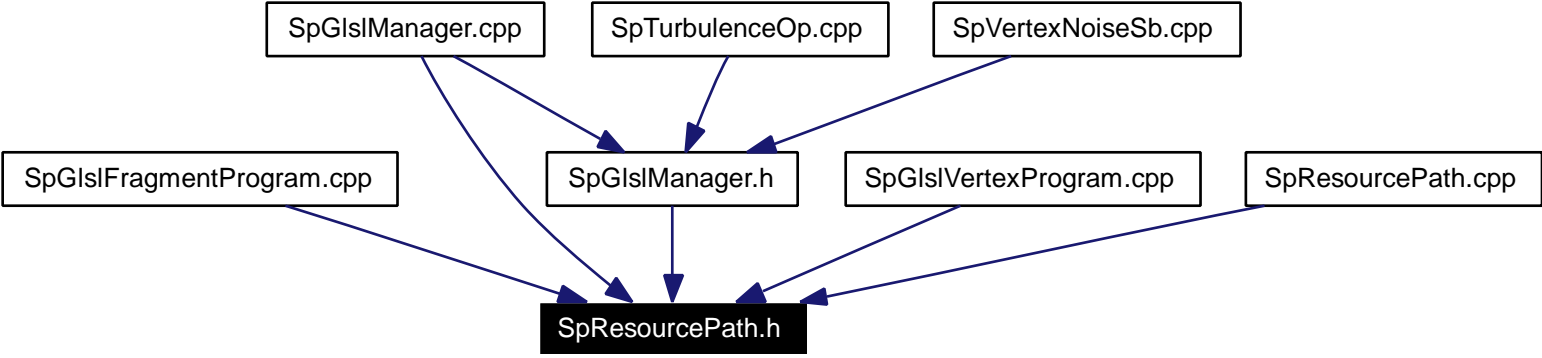 SpGlslManager.cpp
SpTurbulenceOp.cpp
SpVertexNoiseSb.cpp
SpGlslFragmentProgram.cpp
SpGlslManager.h
SpGlslVertexProgram.cpp
SpResourcePath.cpp
SpResourcePath.h